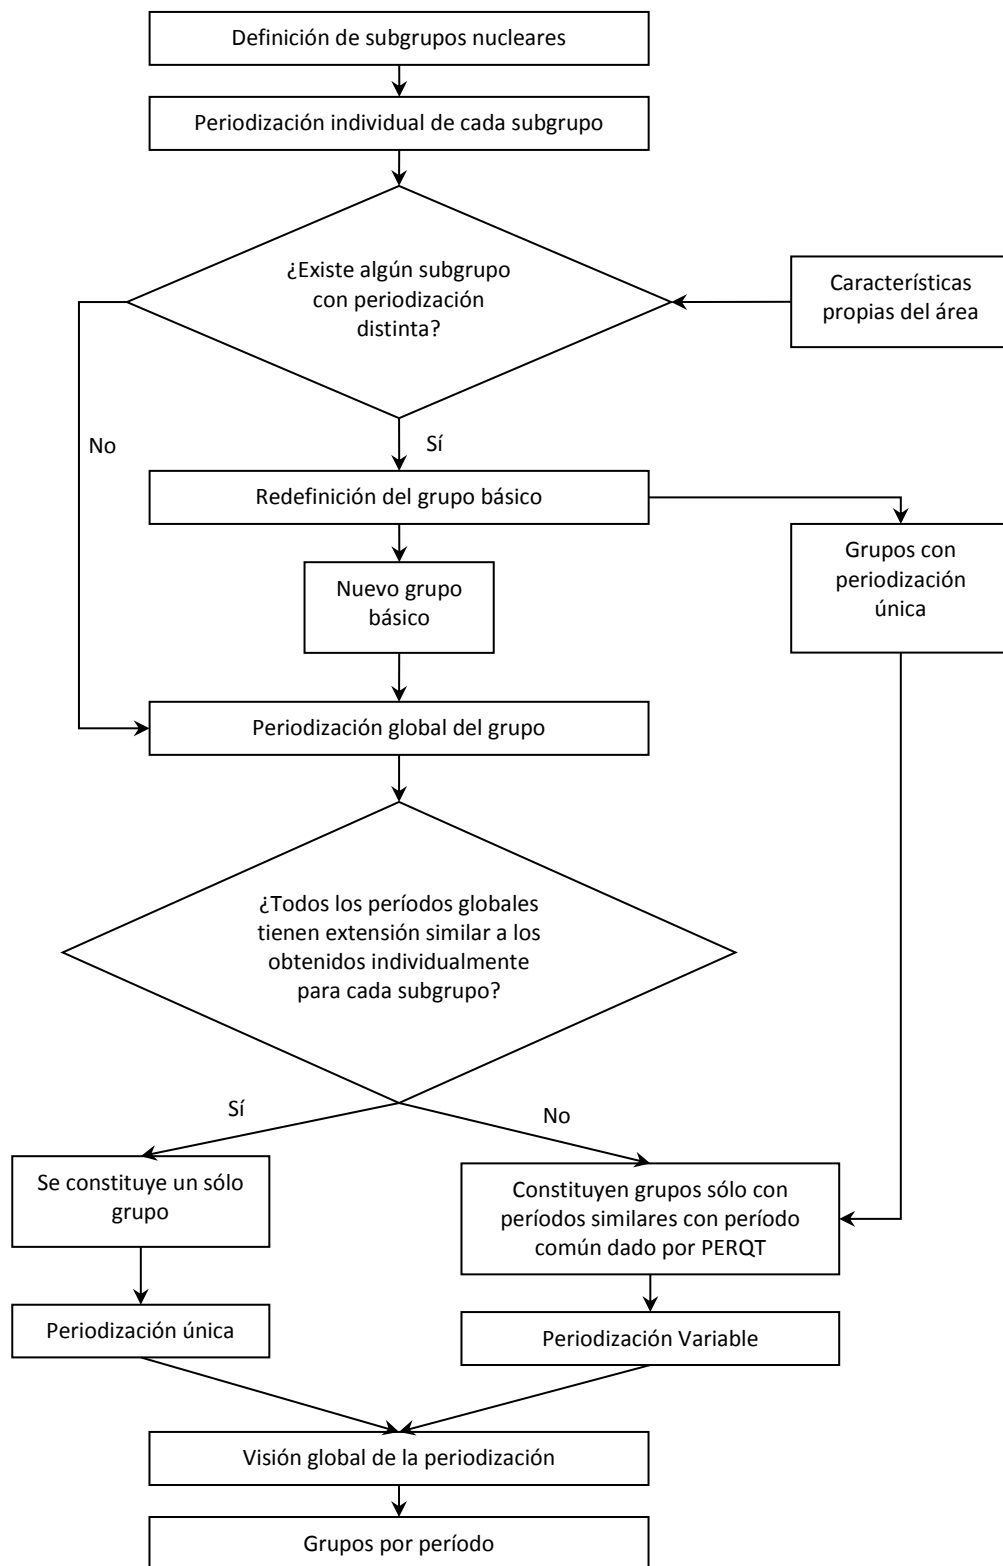 Definición de subgrupos nucleares
Periodización individual de cada subgrupo
¿Existe algún subgrupo
con periodización
distinta?
Características
propias del área
No
Sí
Redefinición del grupo básico
Nuevo grupo
básico
Grupos con
periodización
única
Periodización global del grupo
¿Todos los períodos globales
tienen extensión similar a los
obtenidos individualmente
para cada subgrupo?
Sí
No
Se constituye un sólo
grupo
Constituyen grupos sólo con
períodos similares con período
común dado por PERQT
Periodización única
Periodización Variable
Visión global de la periodización
Grupos por período